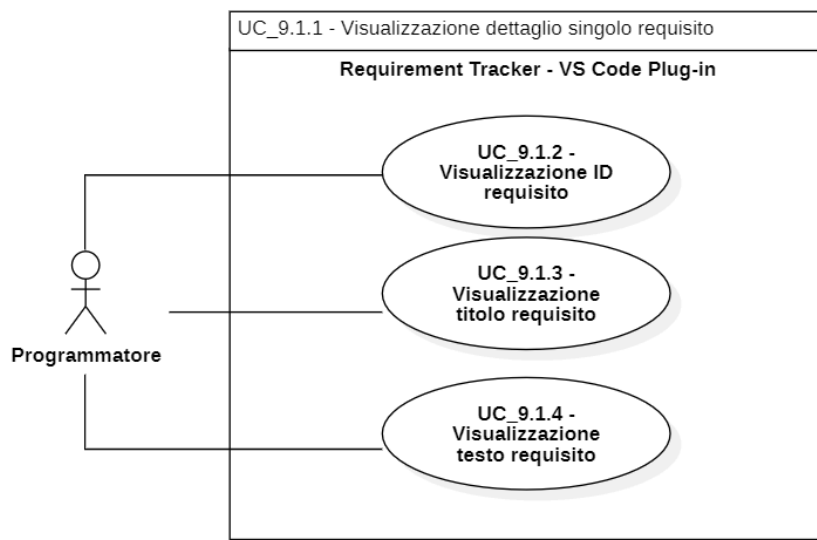 UC_9.1.1 - Visualizzazione dettaglio singolo requisito
Requirement Tracker - VS Code Plug-in
UC_9.1.2 -
Visualizzazione ID
requisito
UC_9.1.3 -
Visualizzazione
titolo requisito
Programmatore
UC_9.1.4 -
Visualizzazione
testo requisito